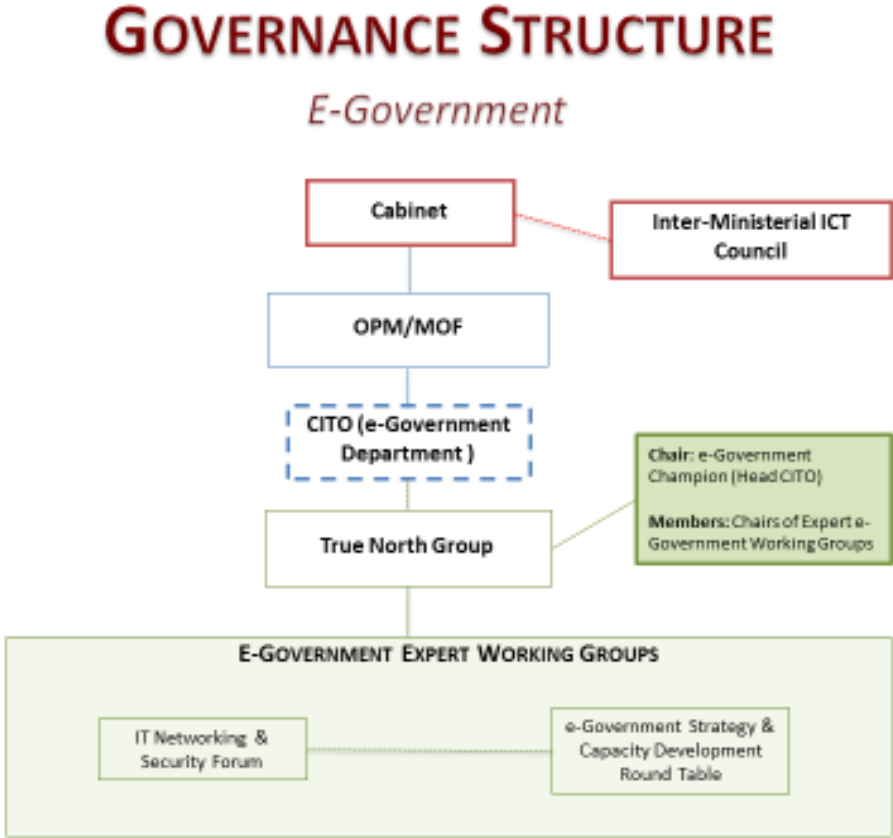 GOVERNANCE STRUCTURE
E-Government
Cabinet
Inter-Ministerial ICT
Council
OPM/MOF
CITO (e-Government
Department )
Chair: e-Government
Champion (Head CITO)
Members: Chairs of Expert e-
Government Working Groups
True North Group
E-GOVERNMENT EXPERT WORKING GROUPS
IT Networking &
Security Forum
e-Government Strategy &
Capacity Development
Round Table